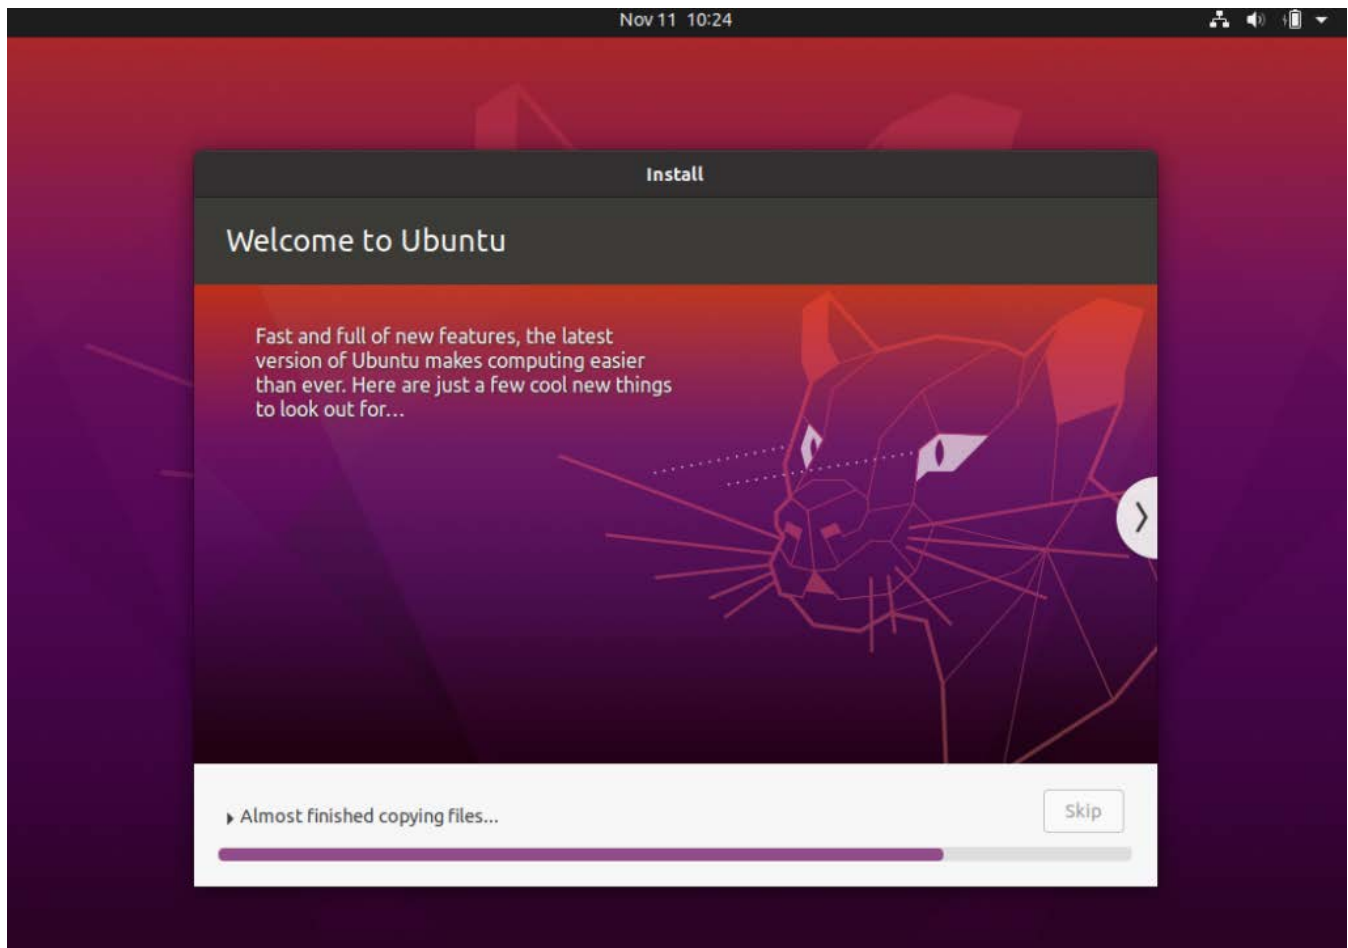 Nov 11 10:24
Install
Welcome to Ubuntu
Fast and full of new features, the latest
version of Ubuntu makes computing easier
than ever. Here are just a few cool new things
to look out for...
Almost finished copying files...
Skip